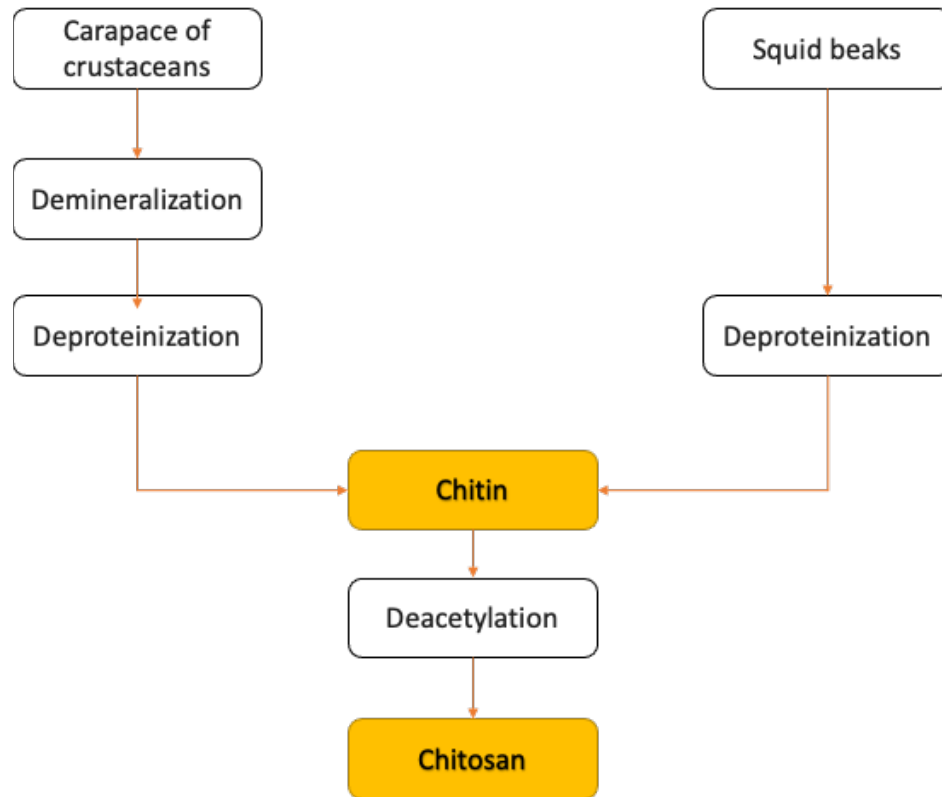 Carapace of
crustaceans
Squid beaks
Demineralization
Deproteinization
Deproteinization
Chitin
Deacetylation
Chitosan